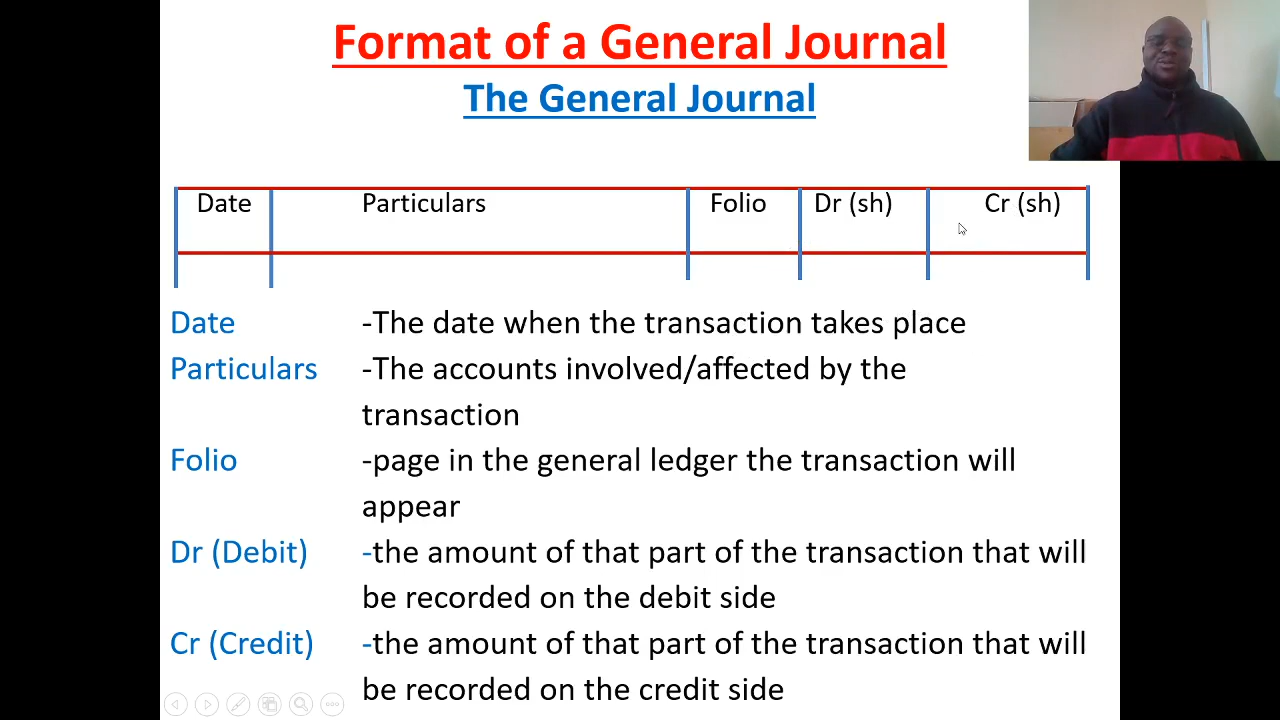 Format of a General Journal
The General Journal
Date Particulars Folio Dr (sh) Cr (sh)
Date -The date when the transaction takes place
Particulars -The accounts involved/affected by the
transaction
Folio -page in the general ledger the transaction will
appear
Dr (Debit) -the amount of that part of the transaction that will
be recorded on the debit side
Cr (Credit) -the amount of that part of the transaction that will
be recorded on the credit side